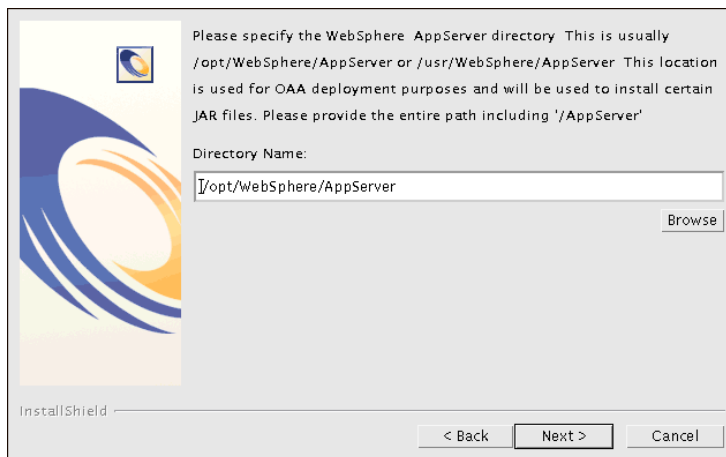 Please specify the WebSphere AppServer directory This is usually
/opt/WebSphere/AppServer or /usr/WebSphere/AppServer This location
is used for OAA deployment purposes and will be used to install certain
JAR files. Please provide the entire path including '/AppServer'
Directory Name:
/opt/WebSphere/AppServer
Browse
InstallShield
< Back
Next >
Cancel